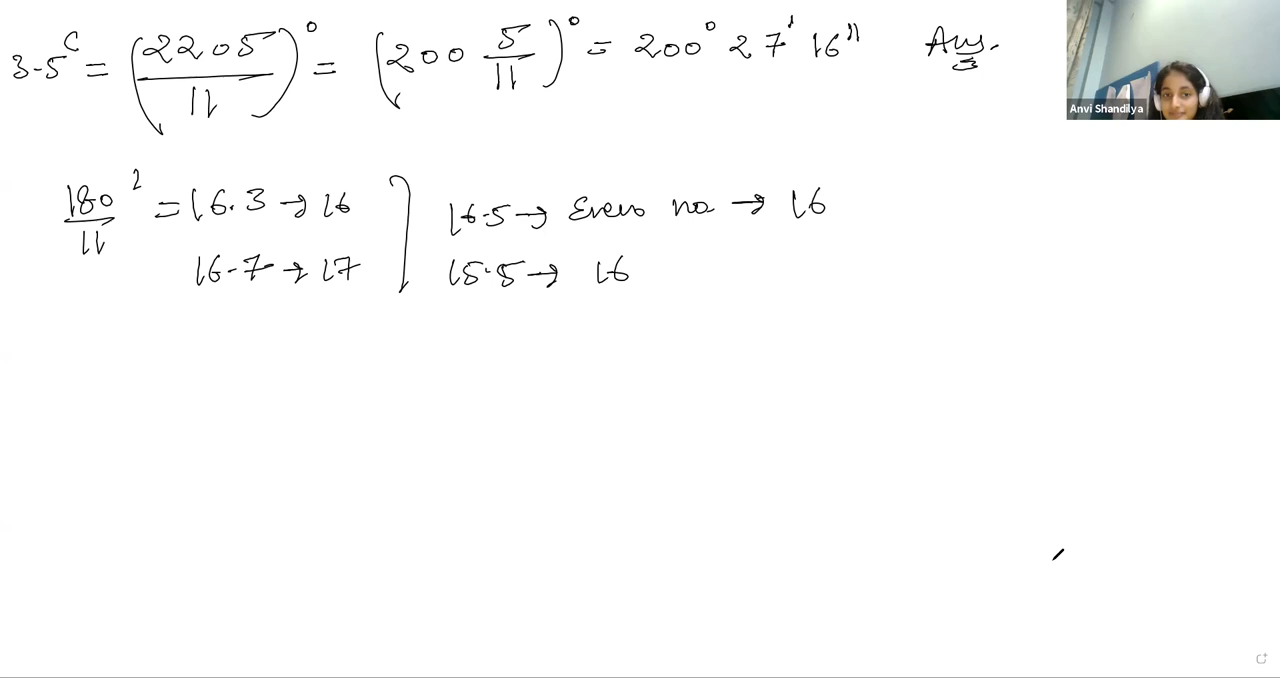 3.5ᶜ = (2205/11)° = (200 5/11)° = 200° 27' 16'' Ans.
Anvi Shandilya
180/11 ² = 16.3 → 16 } 16.5 → Even no → 16
16.7 → 17 15.5 → 16